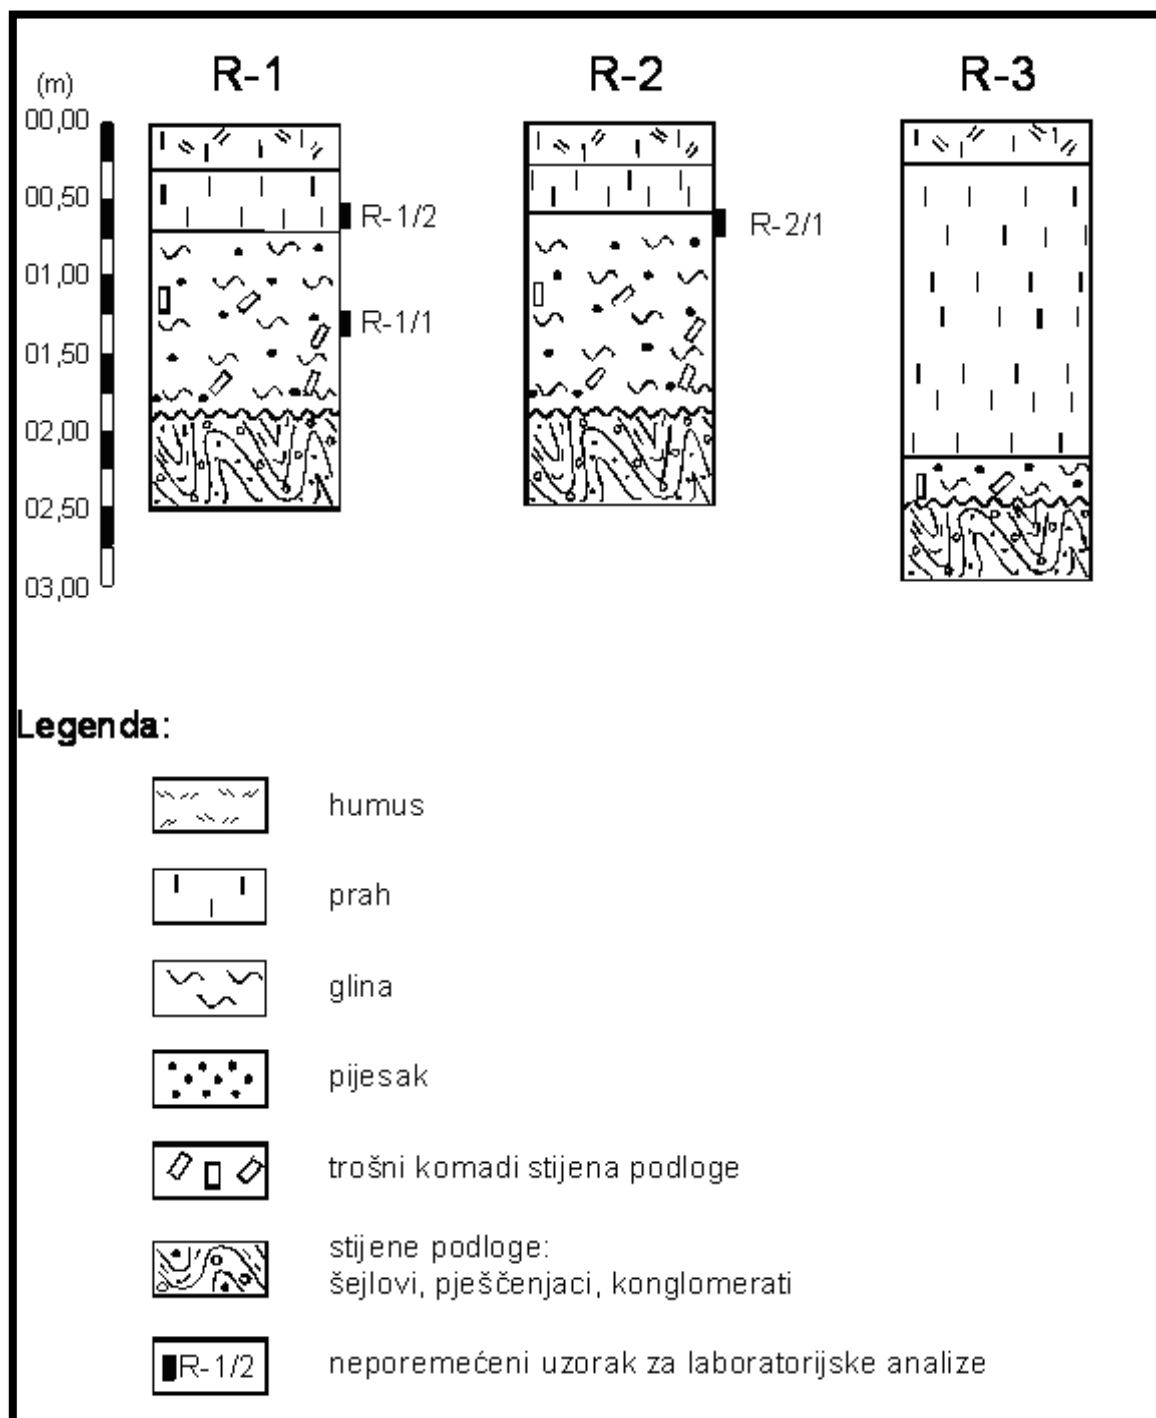 R-1 R-2 R-3
(m)
00,00
00,50
R-1/2 R-2/1
01,00
R-1/1
01,50
02,00
02,50
03,00
Legenda:
humus
prah
glina
pijesak
trošni komadi stijena podloge
stijene podloge:
šejlovi, pješčenjaci, konglomerati
R-1/2 neporemećeni uzorak za laboratorijske analize